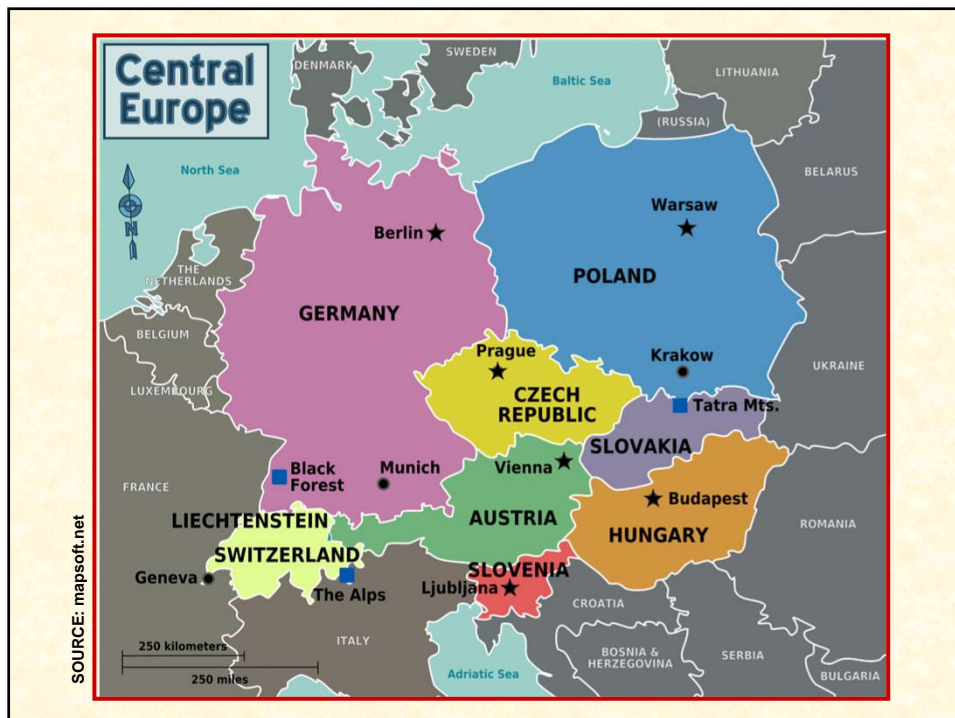 Central
Europe
DENMARK
SWEDEN
LITHUANIA
Baltic Sea
(RUSSIA)
North Sea
BELARUS
N
Berlin
Warsaw
THE
NETHERLANDS
POLAND
GERMANY
BELGIUM
Prague
Krakow
UKRAINE
LUXEMBOURG
CZECH
REPUBLIC
Tatra Mts.
SLOVAKIA
Black
Forest
Munich
Vienna
FRANCE
Budapest
LIECHTENSTEIN
AUSTRIA
ROMANIA
HUNGARY
SWITZERLAND
SLOVENIA
Geneva
The Alps
Ljubljana
CROATIA
ITALY
250 kilometers
250 miles
BOSNIA &
HERZEGOVINA
SERBIA
Adriatic Sea
BULGARIA
SOURCE: mapsoft.net